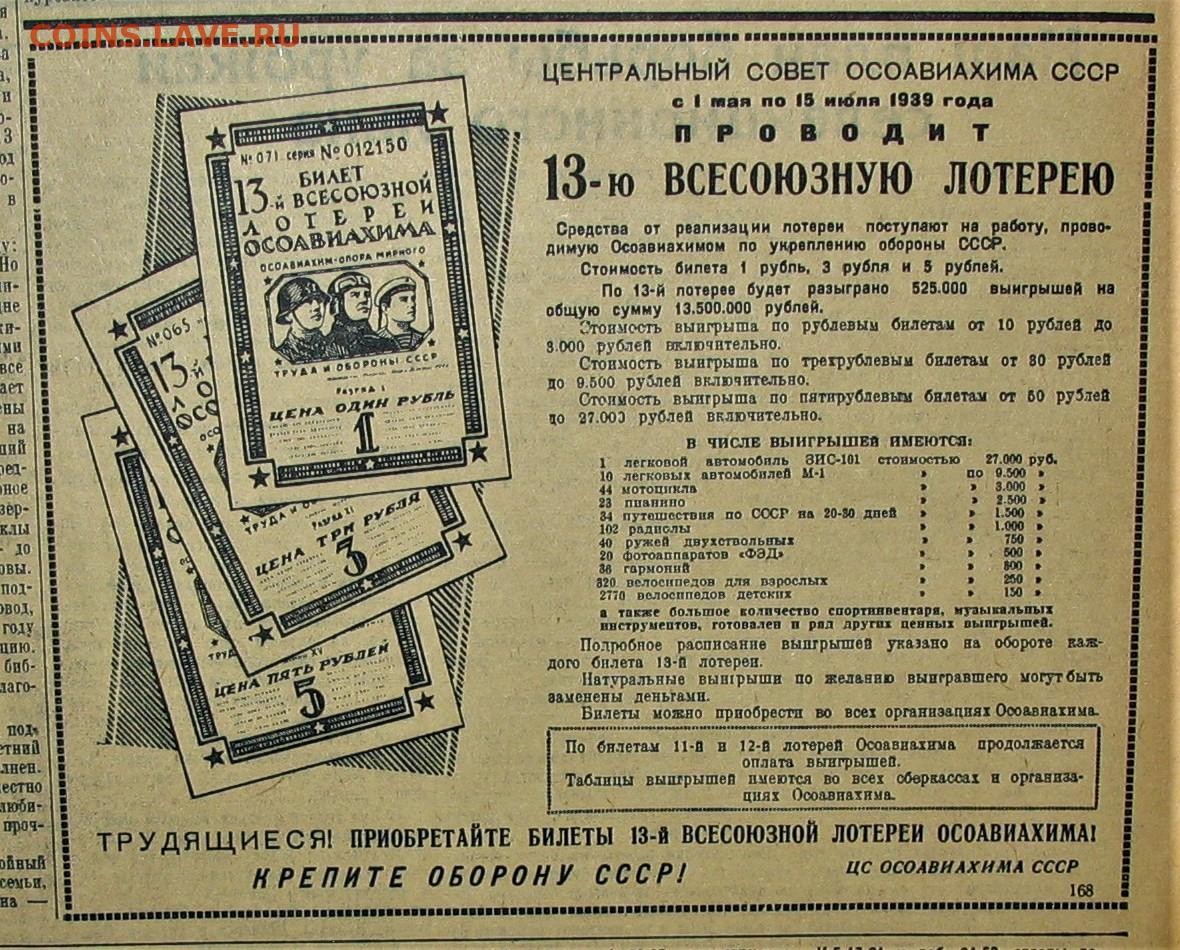 COINS.LAVE.RU
ЦЕНТРАЛЬНЫЙ СОВЕТ ОСОАВИАХИМА СССР
с 1 мая по 15 июля 1939 года
ПРОВОДИТ
13-ю ВСЕСОЮЗНУЮ ЛОТЕРЕЮ
Средства от реализации лотереи поступают на работу, прово-
димую Осоавиахимом по укреплению обороны СССР.
Стоимость билета 1 рубль, 3 рубля и 5 рублей.
По 13-й лотерее будет разыграно 525.000 выигрышей на
общую сумму 13.500.000 рублей.
Стоимость выигрыша по рублевым билетам от 10 рублей до
3.000 рублей включительно.
Стоимость выигрыша по трехрублевым билетам от 30 рублей
до 9.500 рублей включительно.
Стоимость выигрыша по пятирублевым билетам от 50 рублей
до 27.000 рублей включительно.
В ЧИСЛЕ ВЫИГРЫШЕЙ ИМЕЮТСЯ:
1 легковой автомобиль ЗИС-101 стоимостью 27.000 руб.
10 легковых автомобилей М-1 » по 9.500 »
44 мотоцикла » » 3.000 »
23 пианино » » 2.500 »
34 путешествия по СССР на 20-30 дней » » 1.500 »
102 радиолы » » 1.000 »
40 ружей двухствольных » » 750 »
20 фотоаппаратов «ФЭД» » » 500 »
36 гармоний » » 300 »
320 велосипедов для взрослых » » 250 »
2770 велосипедов детских » » 150 »
а также большое количество спортинвентаря, музыкальных
инструментов, готовален и ряд других ценных выигрышей.
Подробное расписание выигрышей указано на обороте каж-
дого билета 13-й лотереи.
Натуральные выигрыши по желанию выигравшего могут быть
заменены деньгами.
Билеты можно приобрести во всех организациях Осоавиахима.
По билетам 11-й и 12-й лотерей Осоавиахима продолжается
оплата выигрышей.
Таблицы выигрышей имеются во всех сберкассах и организа-
циях Осоавиахима.
ТРУДЯЩИЕСЯ! ПРИОБРЕТАЙТЕ БИЛЕТЫ 13-й ВСЕСОЮЗНОЙ ЛОТЕРЕИ ОСОАВИАХИМА!
КРЕПИТЕ ОБОРОНУ СССР!
ЦС ОСОАВИАХИМА СССР
168
№ 071 серия № 012150
БИЛЕТ
13-й ВСЕСОЮЗНОЙ
ЛОТЕРЕИ
ОСОАВИАХИМА
ОСОАВИАХИМ-ОПОРА МИРНОГО
ТРУДА И ОБОРОНЫ СССР
Разряд I
ЦЕНА ОДИН РУБЛЬ
1
№ 065
13-й
ТРУДА И
Разряд XI
ЦЕНА ТРИ РУБЛЯ
3
ТРУД
XV
ЦЕНА ПЯТЬ РУБЛЕЙ
5